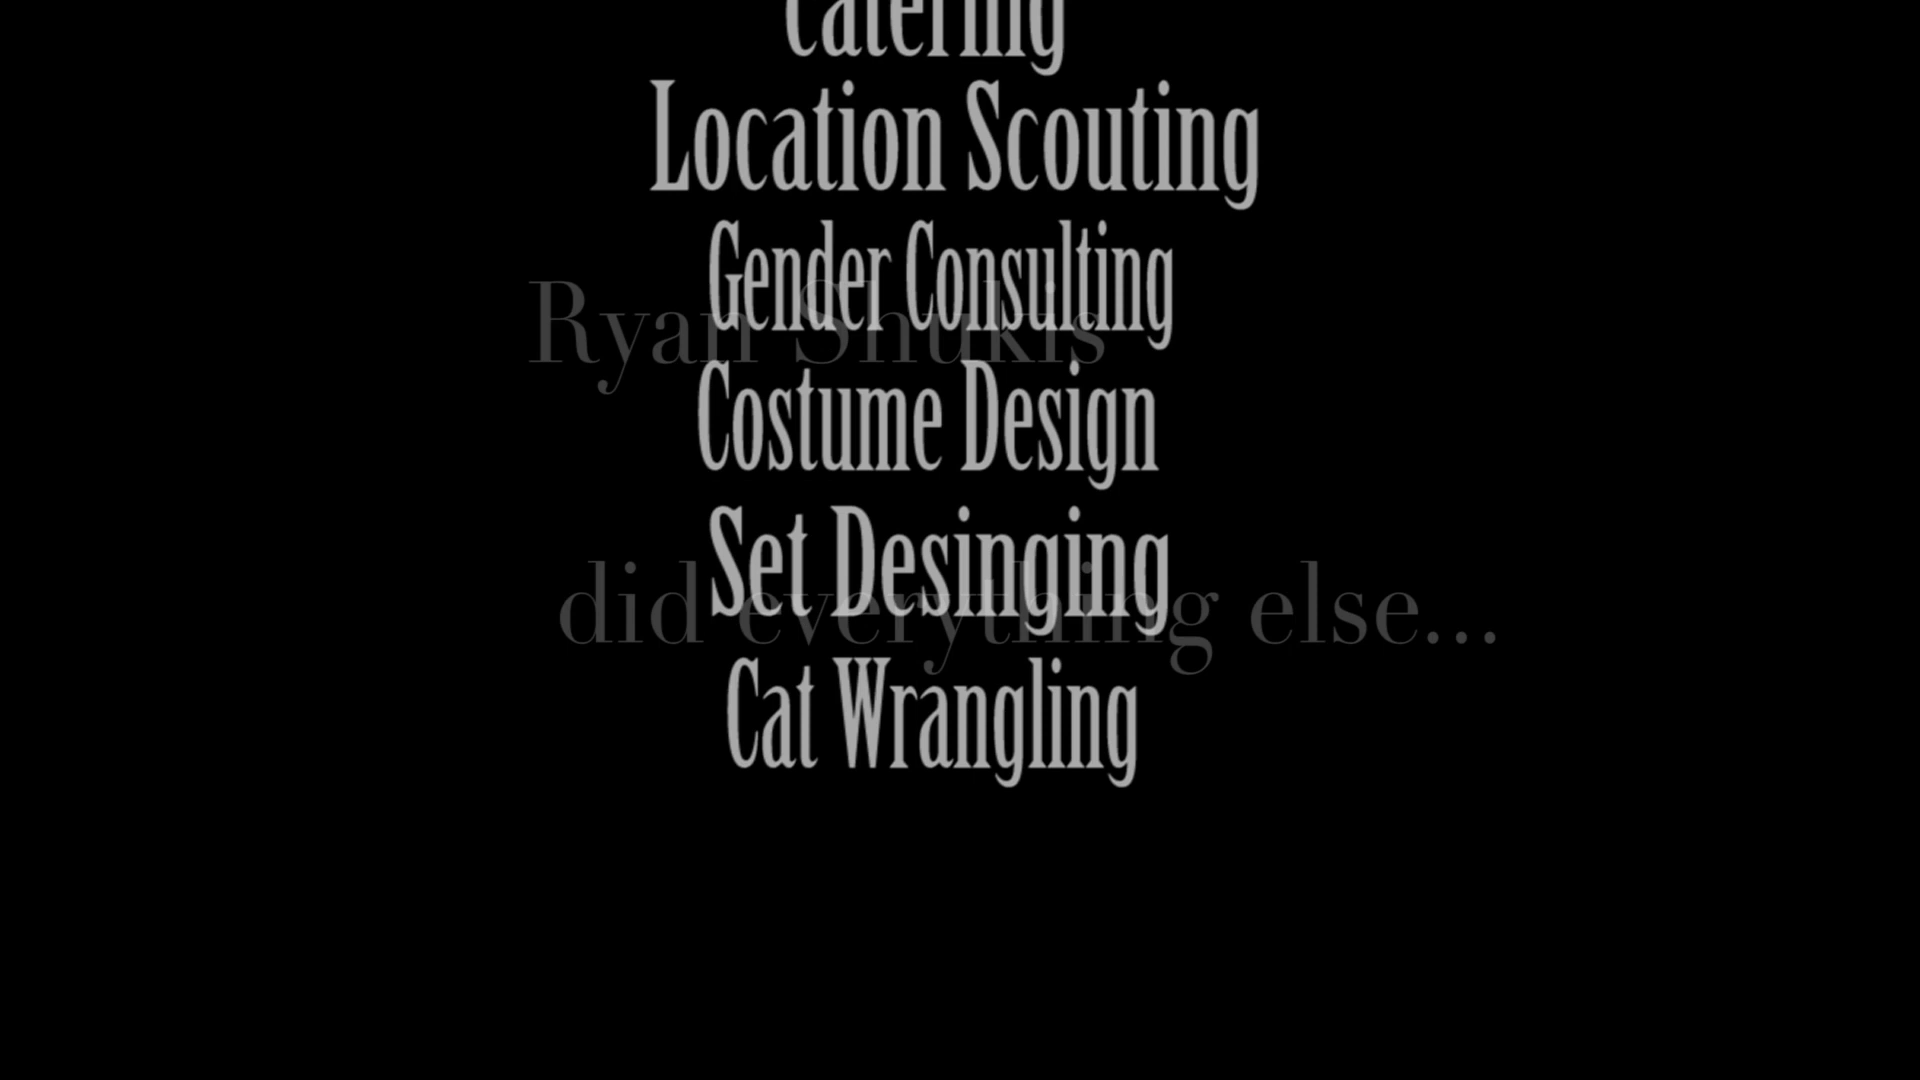 Catering
Location Scouting
Gender Consulting
Ryan Shukis
Costume Design
Set Desinging
did everything else...
Cat Wrangling